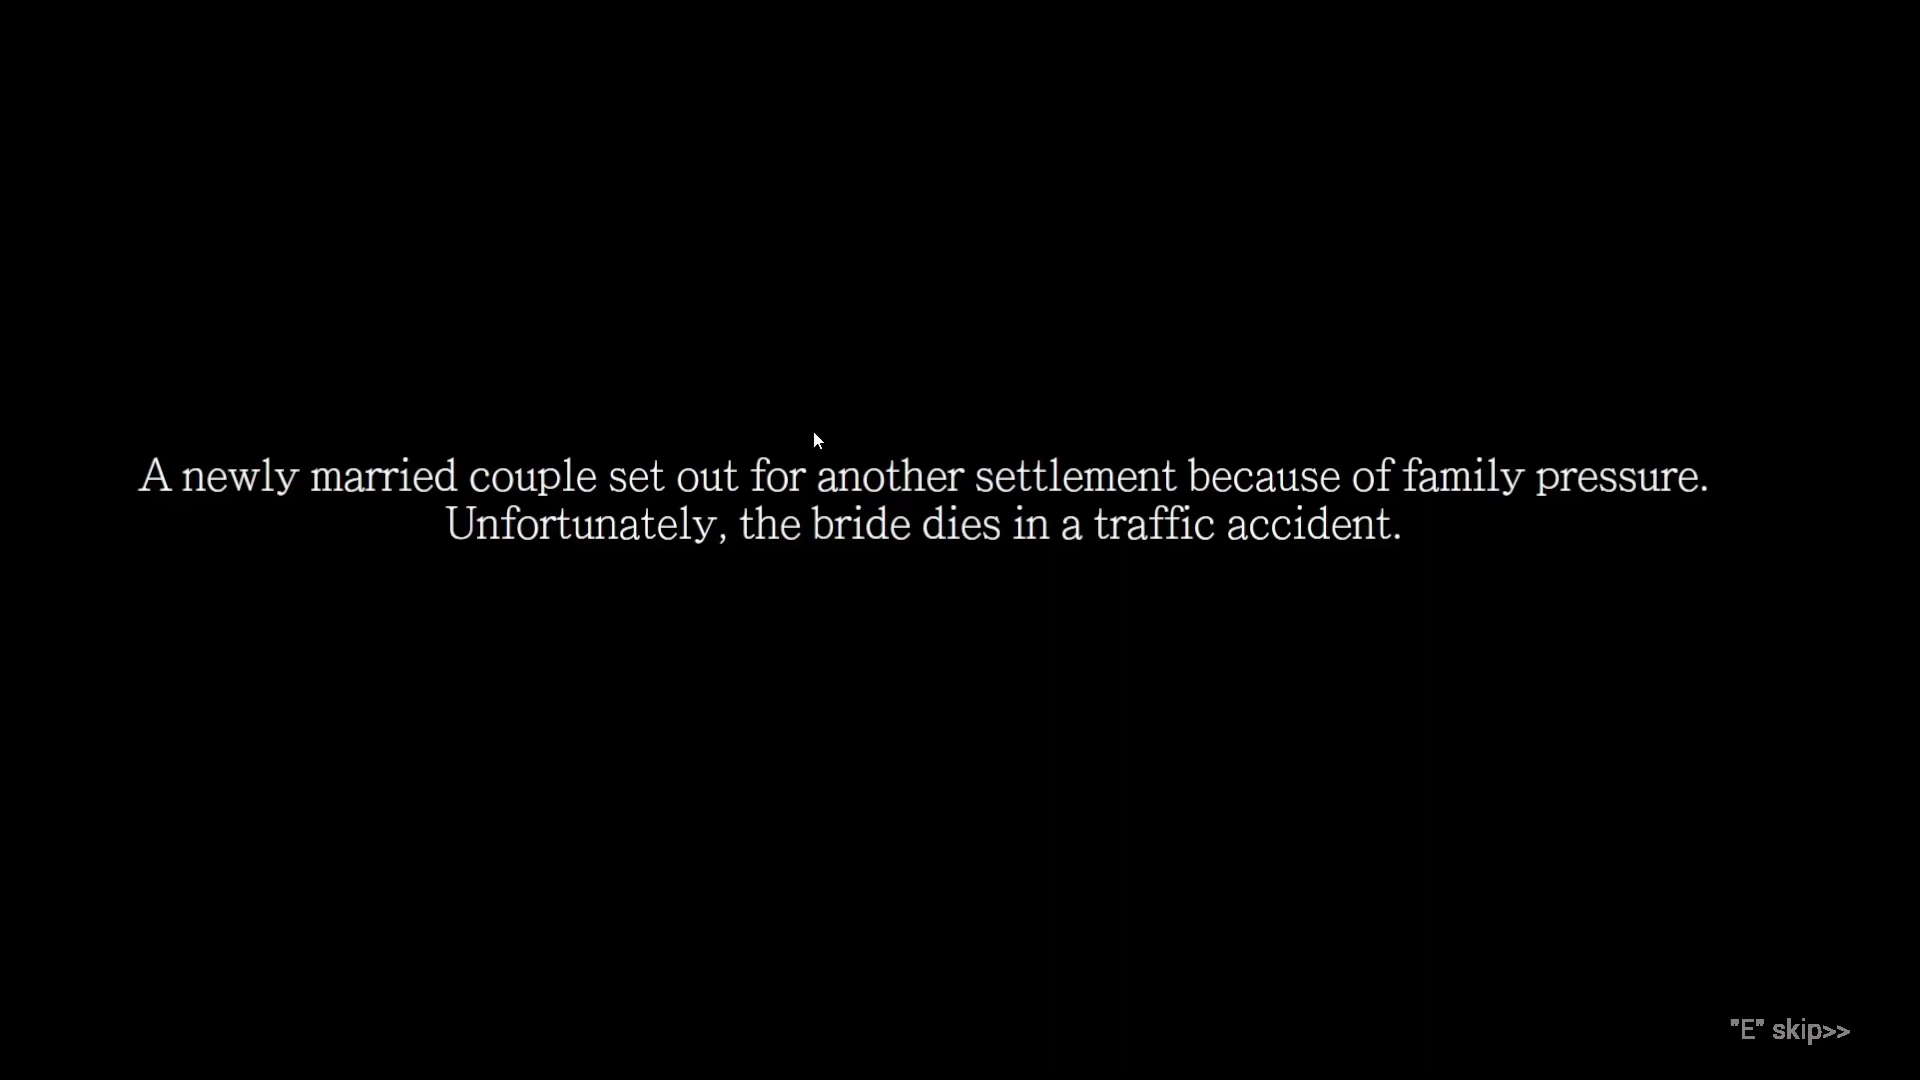 A newly married couple set out for another settlement because of family pressure.
Unfortunately, the bride dies in a traffic accident.
"E" skip>>